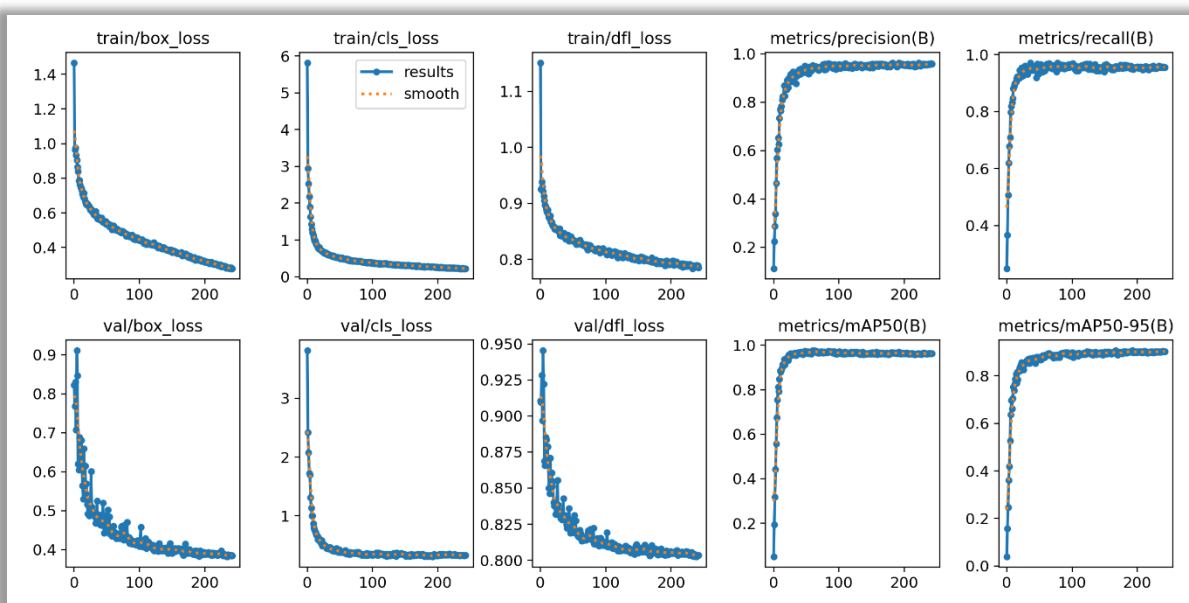 train/box_loss
train/cls_loss
train/dfl_loss
metrics/precision(B)
metrics/recall(B)
1.4
1.2
1.0
0.8
0.6
0.4
0 100 200
6
5
4
3
2
1
0
0 100 200
results
smooth
1.1
1.0
0.9
0.8
0 100 200
1.0
0.8
0.6
0.4
0.2
0 100 200
1.0
0.8
0.6
0.4
0 100 200
val/box_loss
val/cls_loss
val/dfl_loss
metrics/mAP50(B)
metrics/mAP50-95(B)
0.9
0.8
0.7
0.6
0.5
0.4
0 100 200
3
2
1
0 100 200
0.950
0.925
0.900
0.875
0.850
0.825
0.800
0 100 200
1.0
0.8
0.6
0.4
0.2
0 100 200
0.8
0.6
0.4
0.2
0.0
0 100 200